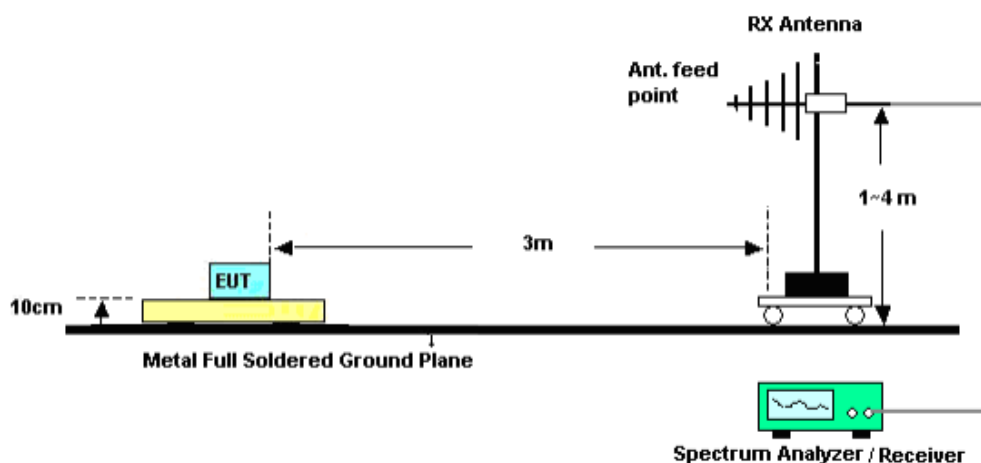 RX Antenna
Ant. feed
point
1~4 m
3m
EUT
10cm
Metal Full Soldered Ground Plane
Spectrum Analyzer / Receiver